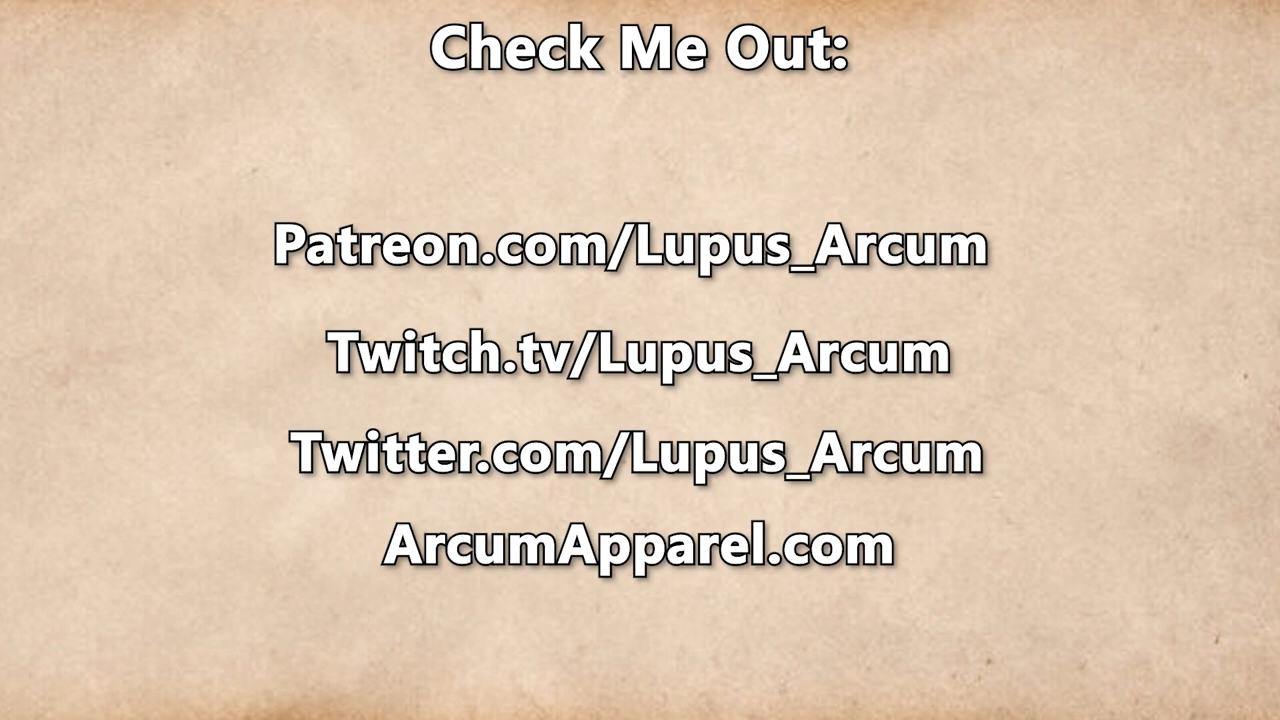 Check Me Out:
Patreon.com/Lupus_Arcum
Twitch.tv/Lupus_Arcum
Twitter.com/Lupus_Arcum
ArcumApparel.com